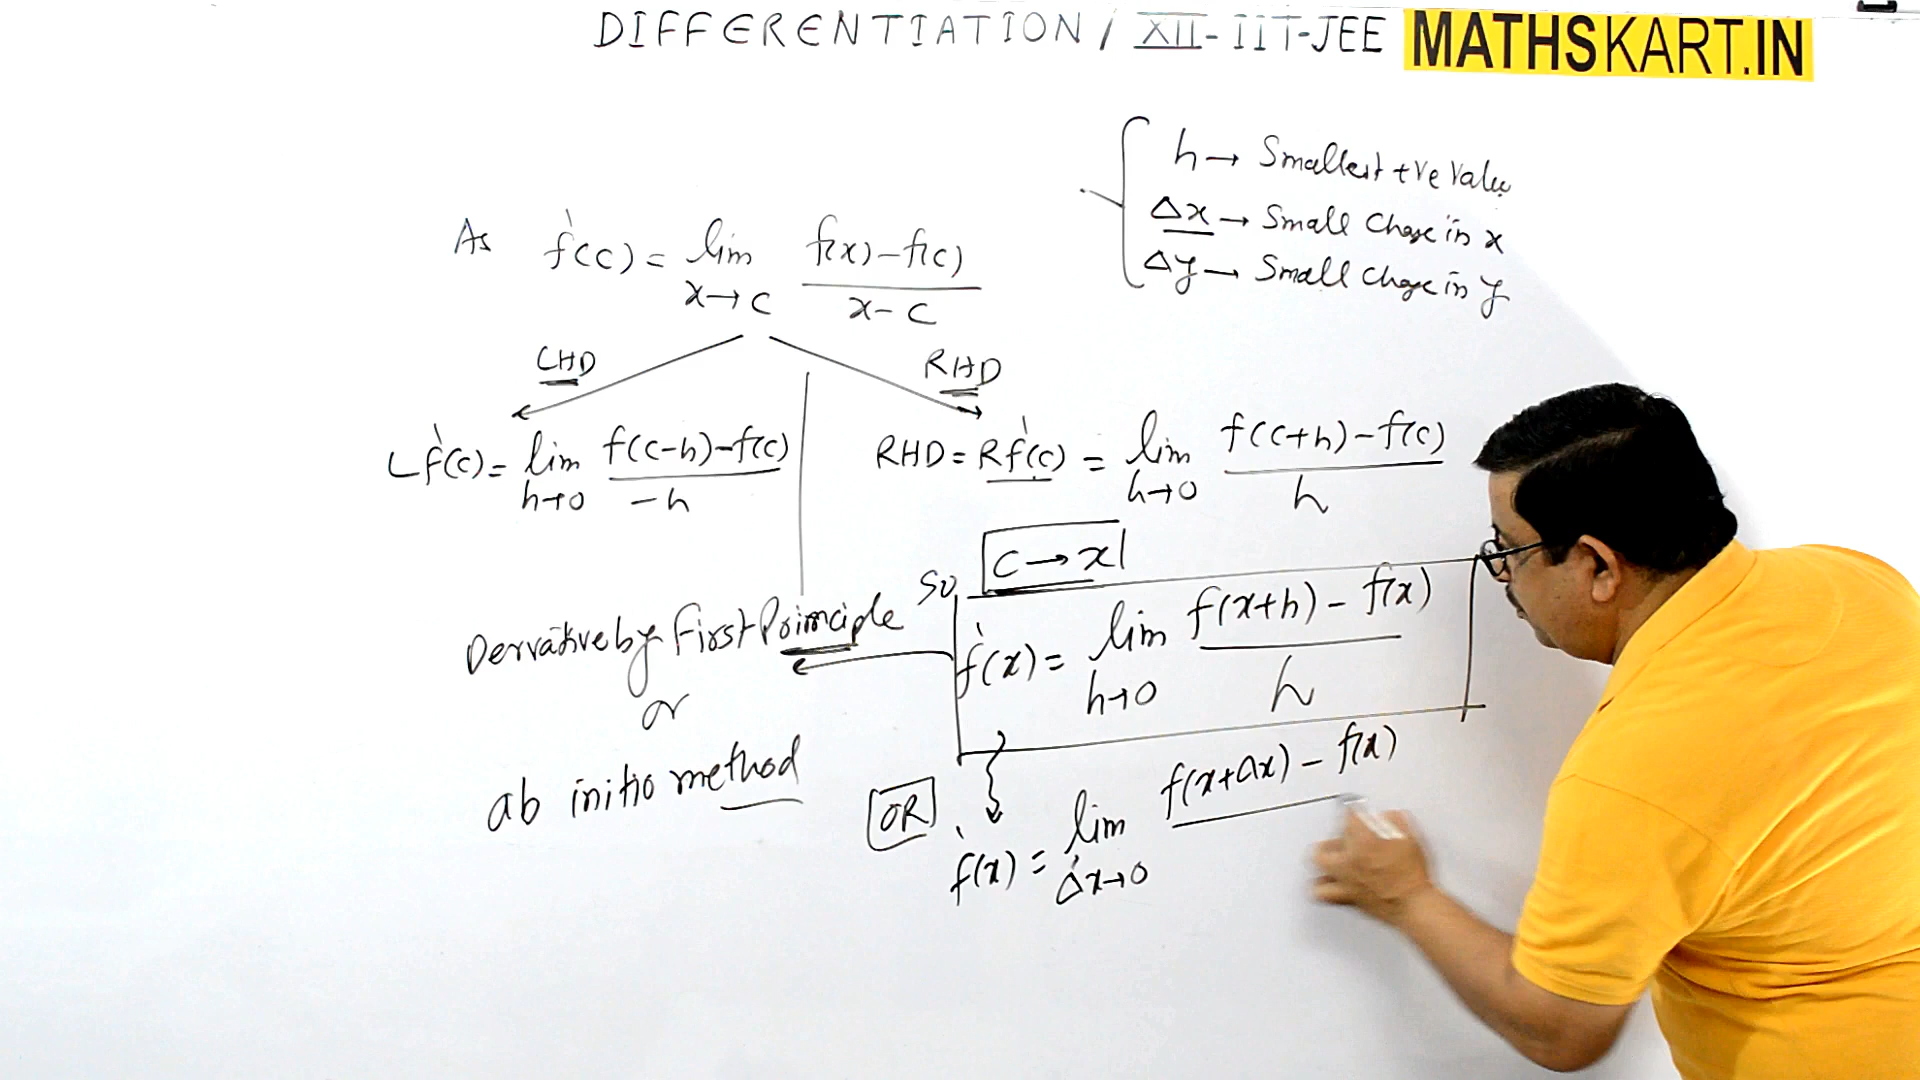 DIFFERENTIATION / XII - IIT-JEE MATHSKART.IN
h → Smallest +ve Value
Δx → Small Change in x
Δy → Small Change in y
As f'(c) = lim x→c f(x)-f(c) / x-c
LHD
RHD
Lf'(c) = lim h→0 f(c-h)-f(c) / -h
RHD = Rf'(c) = lim h→0 f(c+h)-f(c) / h
So c → x
f'(x) = lim h→0 f(x+h) - f(x) / h
Dervative by First Principle
or
ab initio method
OR
f'(x) = lim Δx→0 f(x+Δx) - f(x)